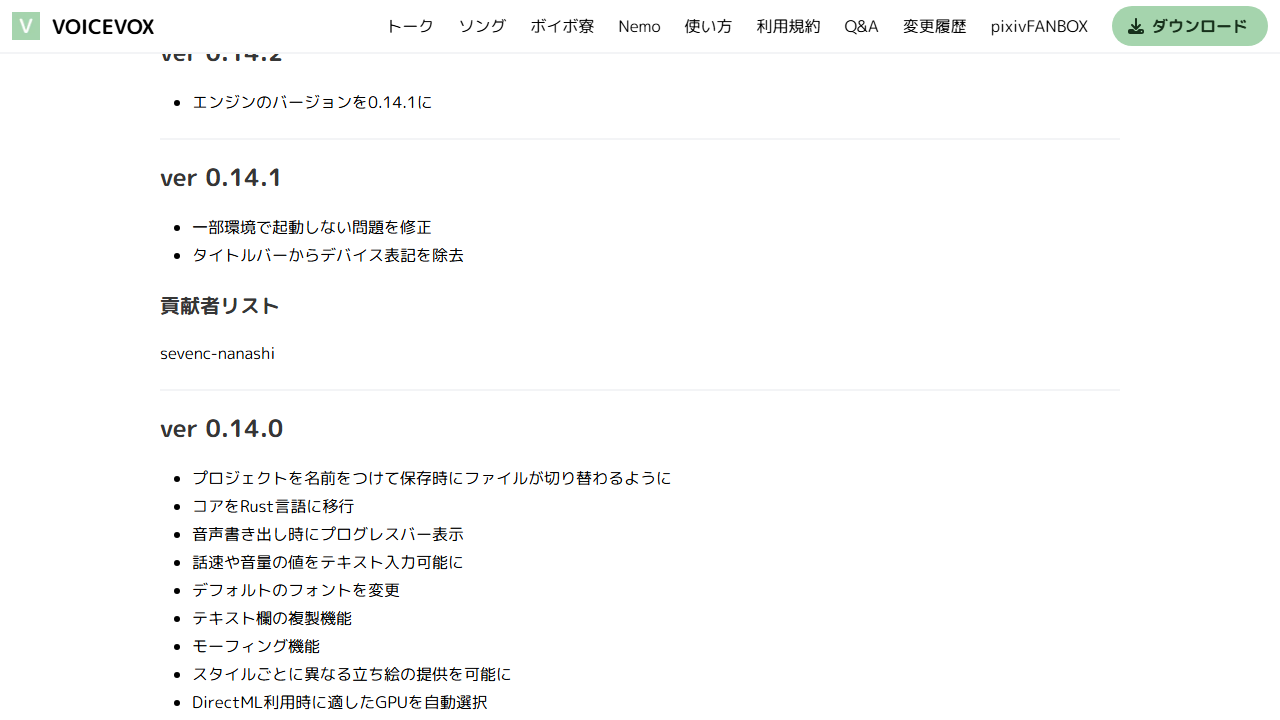 V VOICEVOX トーク ソング ボイボ寮 Nemo 使い方 利用規約 Q&A 変更履歴 pixivFANBOX ダウンロード
ver 0.14.2
エンジンのバージョンを0.14.1に
ver 0.14.1
一部環境で起動しない問題を修正
タイトルバーからデバイス表記を除去
貢献者リスト
sevenc-nanashi
ver 0.14.0
プロジェクトを名前をつけて保存時にファイルが切り替わるように
コアをRust言語に移行
音声書き出し時にプログレスバー表示
話速や音量の値をテキスト入力可能に
デフォルトのフォントを変更
テキスト欄の複製機能
モーフィング機能
スタイルごとに異なる立ち絵の提供を可能に
DirectML利用時に適したGPUを自動選択